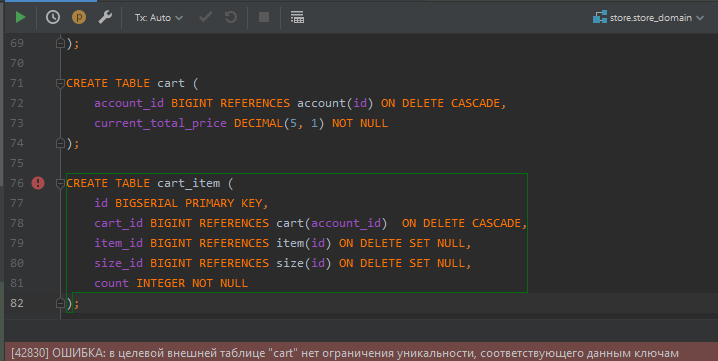 Tx: Auto
store.store_domain
69 );
70
71 CREATE TABLE cart (
72 account_id BIGINT REFERENCES account(id) ON DELETE CASCADE,
73 current_total_price DECIMAL(5, 1) NOT NULL
74 );
75
76 CREATE TABLE cart_item (
77 id BIGSERIAL PRIMARY KEY,
78 cart_id BIGINT REFERENCES cart(account_id)  ON DELETE CASCADE,
79 item_id BIGINT REFERENCES item(id) ON DELETE SET NULL,
80 size_id BIGINT REFERENCES size(id) ON DELETE SET NULL,
81 count INTEGER NOT NULL
82 );
[42830] ОШИБКА: в целевой внешней таблице "cart" нет ограничения уникальности, соответствующего данным ключам